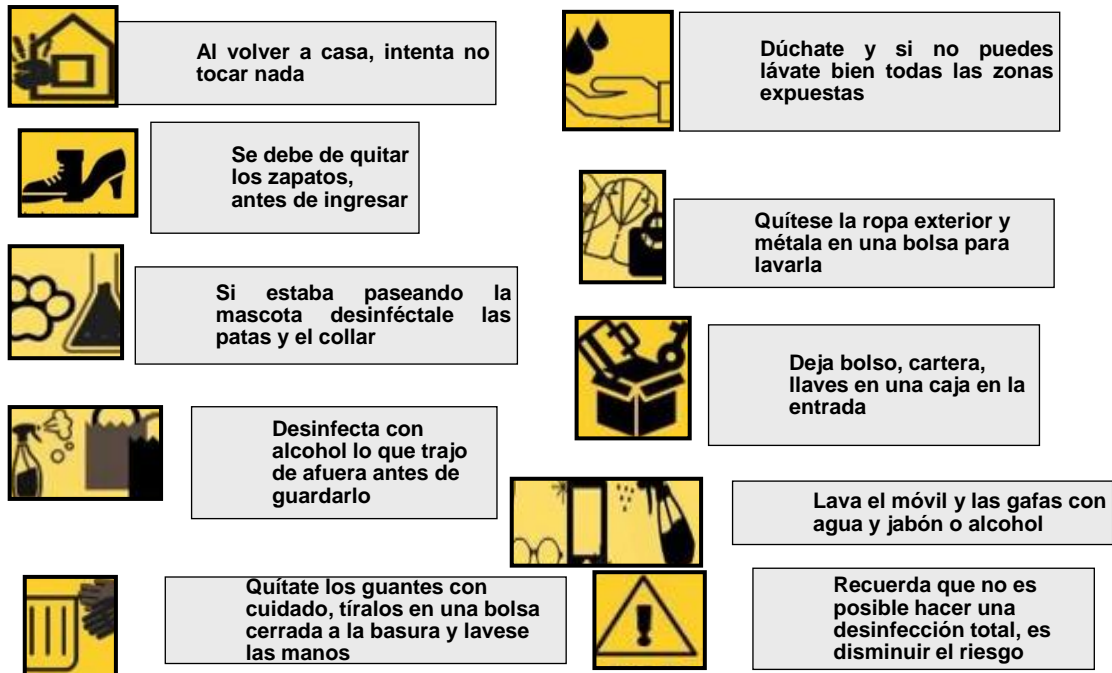 Al volver a casa, intenta no
tocar nada
Se debe de quitar
los zapatos,
antes de ingresar
Si estaba paseando la
mascota desinféctale las
patas y el collar
Desinfecta con
alcohol lo que trajo
de afuera antes de
guardarlo
Quítate los guantes con
cuidado, tíralos en una bolsa
cerrada a la basura y lavese
las manos
Dúchate y si no puedes
lávate bien todas las zonas
expuestas
Quítese la ropa exterior y
métala en una bolsa para
lavarla
Deja bolso, cartera,
llaves en una caja en la
entrada
Lava el móvil y las gafas con
agua y jabón o alcohol
Recuerda que no es
posible hacer una
desinfección total, es
disminuir el riesgo